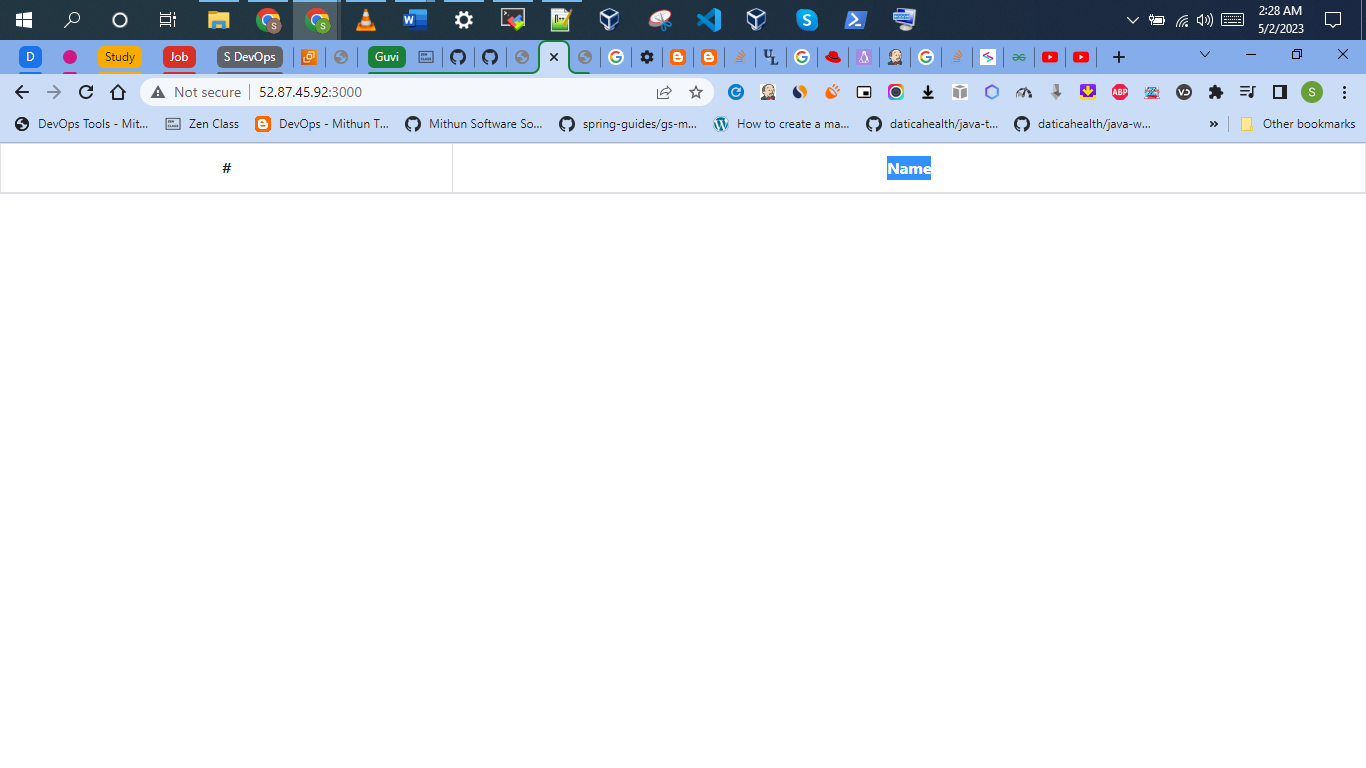 2:28 AM
5/2/2023
D
Study
Job
S DevOps
Guvi
Not secure
52.87.45.92:3000
ABP
S
DevOps Tools - Mit...
Zen Class
DevOps - Mithun T...
Mithun Software So...
spring-guides/gs-m...
How to create a ma...
daticahealth/java-t...
daticahealth/java-w...
»
Other bookmarks
#
Name